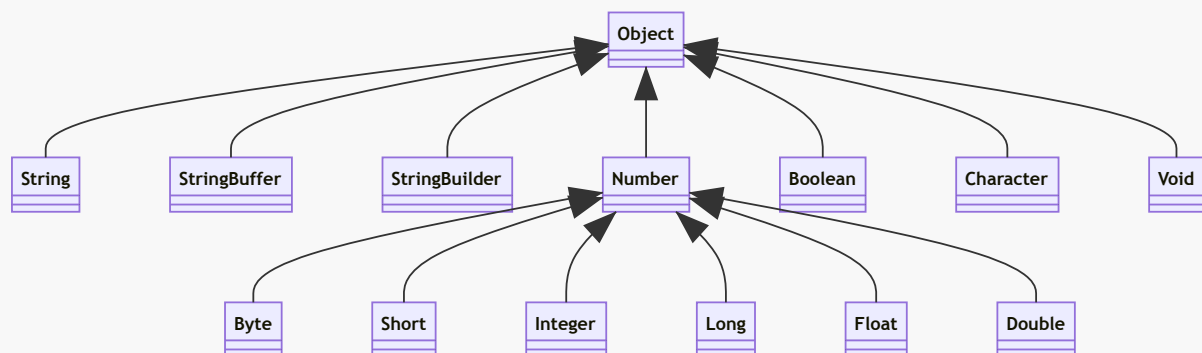 Object
String StringBuffer StringBuilder Number Boolean Character Void
Byte Short Integer Long Float Double